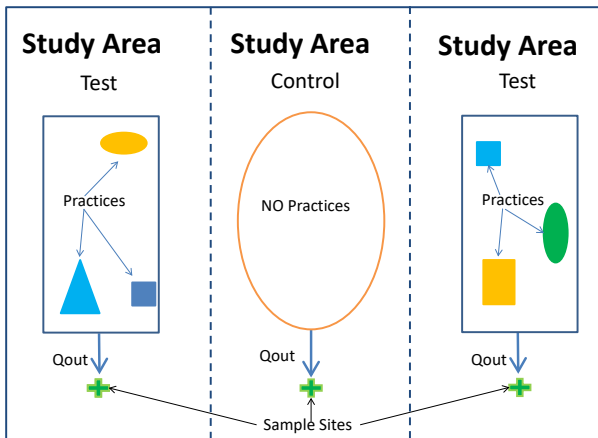 Study Area
Test
Practices
Qout
Study Area
Control
NO Practices
Qout
Study Area
Test
Practices
Qout
Sample Sites